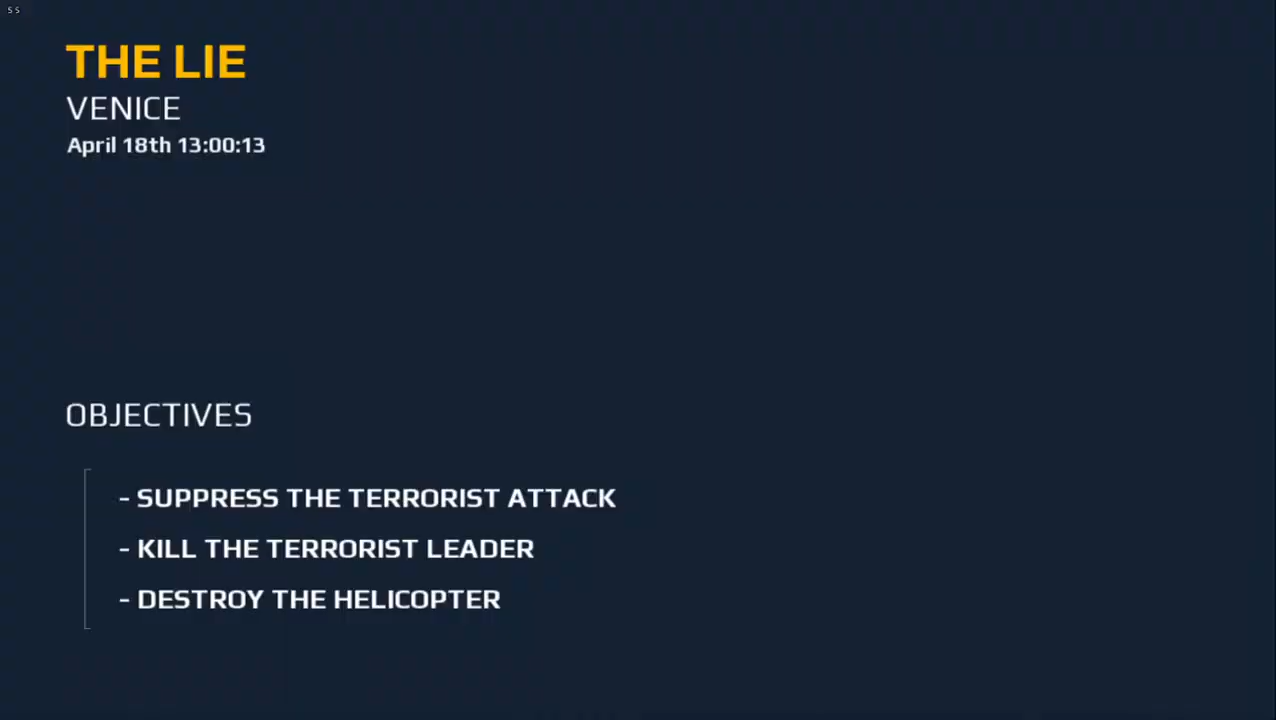 55
THE LIE
VENICE
April 18th 13:00:13
OBJECTIVES
- SUPPRESS THE TERRORIST ATTACK
- KILL THE TERRORIST LEADER
- DESTROY THE HELICOPTER